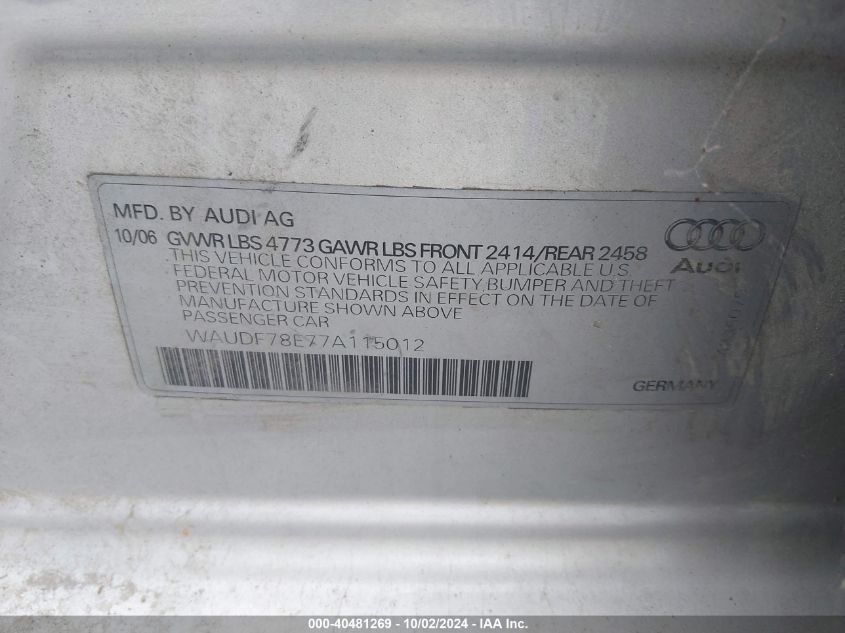 MFD. BY AUDI AG
10/06 GVWR LBS 4773 GAWR LBS FRONT 2414/REAR 2458
THIS VEHICLE CONFORMS TO ALL APPLICABLE U.S.
FEDERAL MOTOR VEHICLE SAFETY, BUMPER AND THEFT
PREVENTION STANDARDS IN EFFECT ON THE DATE OF
MANUFACTURE SHOWN ABOVE
PASSENGER CAR
WAUDF78E77A115012
Audi
GERMANY
000-40481269 - 10/02/2024 - IAA Inc.